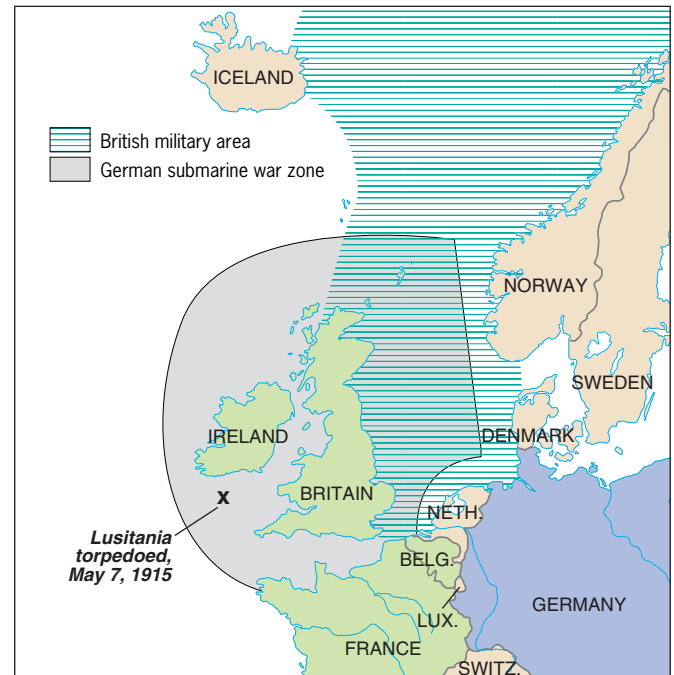 ICELAND
British military area
German submarine war zone
NORWAY
SWEDEN
DENMARK
IRELAND
BRITAIN
X
NETH.
Lusitania
torpedoed,
May 7, 1915
BELG.
GERMANY
LUX.
FRANCE
SWITZ.